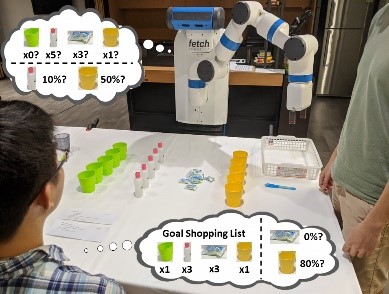 x0? x5? x3? x1?
10%? 50%?
fetch
Goal Shopping List
x1 x3 x3 x1
0%?
80%?